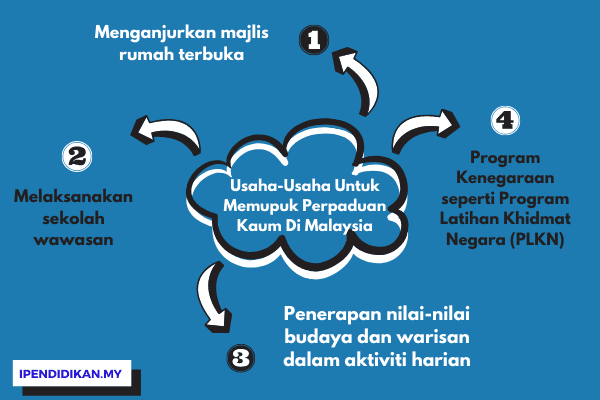 Menganjurkan majlis
rumah terbuka
1
2
Melaksanakan
sekolah
wawasan
Usaha-Usaha Untuk
Memupuk Perpaduan
Kaum Di Malaysia
4
Program
Kenegaraan
seperti Program
Latihan Khidmat
Negara (PLKN)
3
Penerapan nilai-nilai
budaya dan warisan
dalam aktiviti harian
IPENDIDIKAN.MY